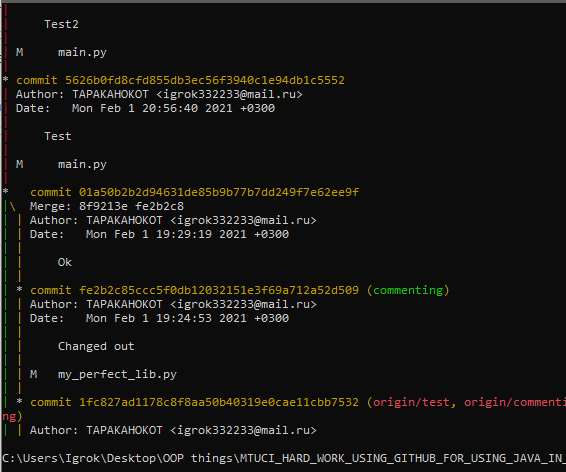 Test2
M main.py
* commit 5626b0fd8cfd855db3ec56f3940c1e94db1c5552
| Author: TAPAKAHOKOT <igrok332233@mail.ru>
| Date: Mon Feb 1 20:56:40 2021 +0300
Test
M main.py
* commit 01a50b2b2d94631de85b9b77b7dd249f7e62ee9f
|\ Merge: 8f9213e fe2b2c8
| | Author: TAPAKAHOKOT <igrok332233@mail.ru>
| | Date: Mon Feb 1 19:29:19 2021 +0300
| | Ok
| * commit fe2b2c85ccc5f0db12032151e3f69a712a52d509 (commenting)
| | Author: TAPAKAHOKOT <igrok332233@mail.ru>
| | Date: Mon Feb 1 19:24:53 2021 +0300
| | Changed out
| | M my_perfect_lib.py
| * commit 1fc827ad1178c8f8aa50b40319e0cae11cbb7532 (origin/test, origin/commenti
ng)
| | Author: TAPAKAHOKOT <igrok332233@mail.ru>
C:\Users\Igrok\Desktop\OOP things\MTUCI_HARD_WORK_USING_GITHUB_FOR_USING_JAVA_IN